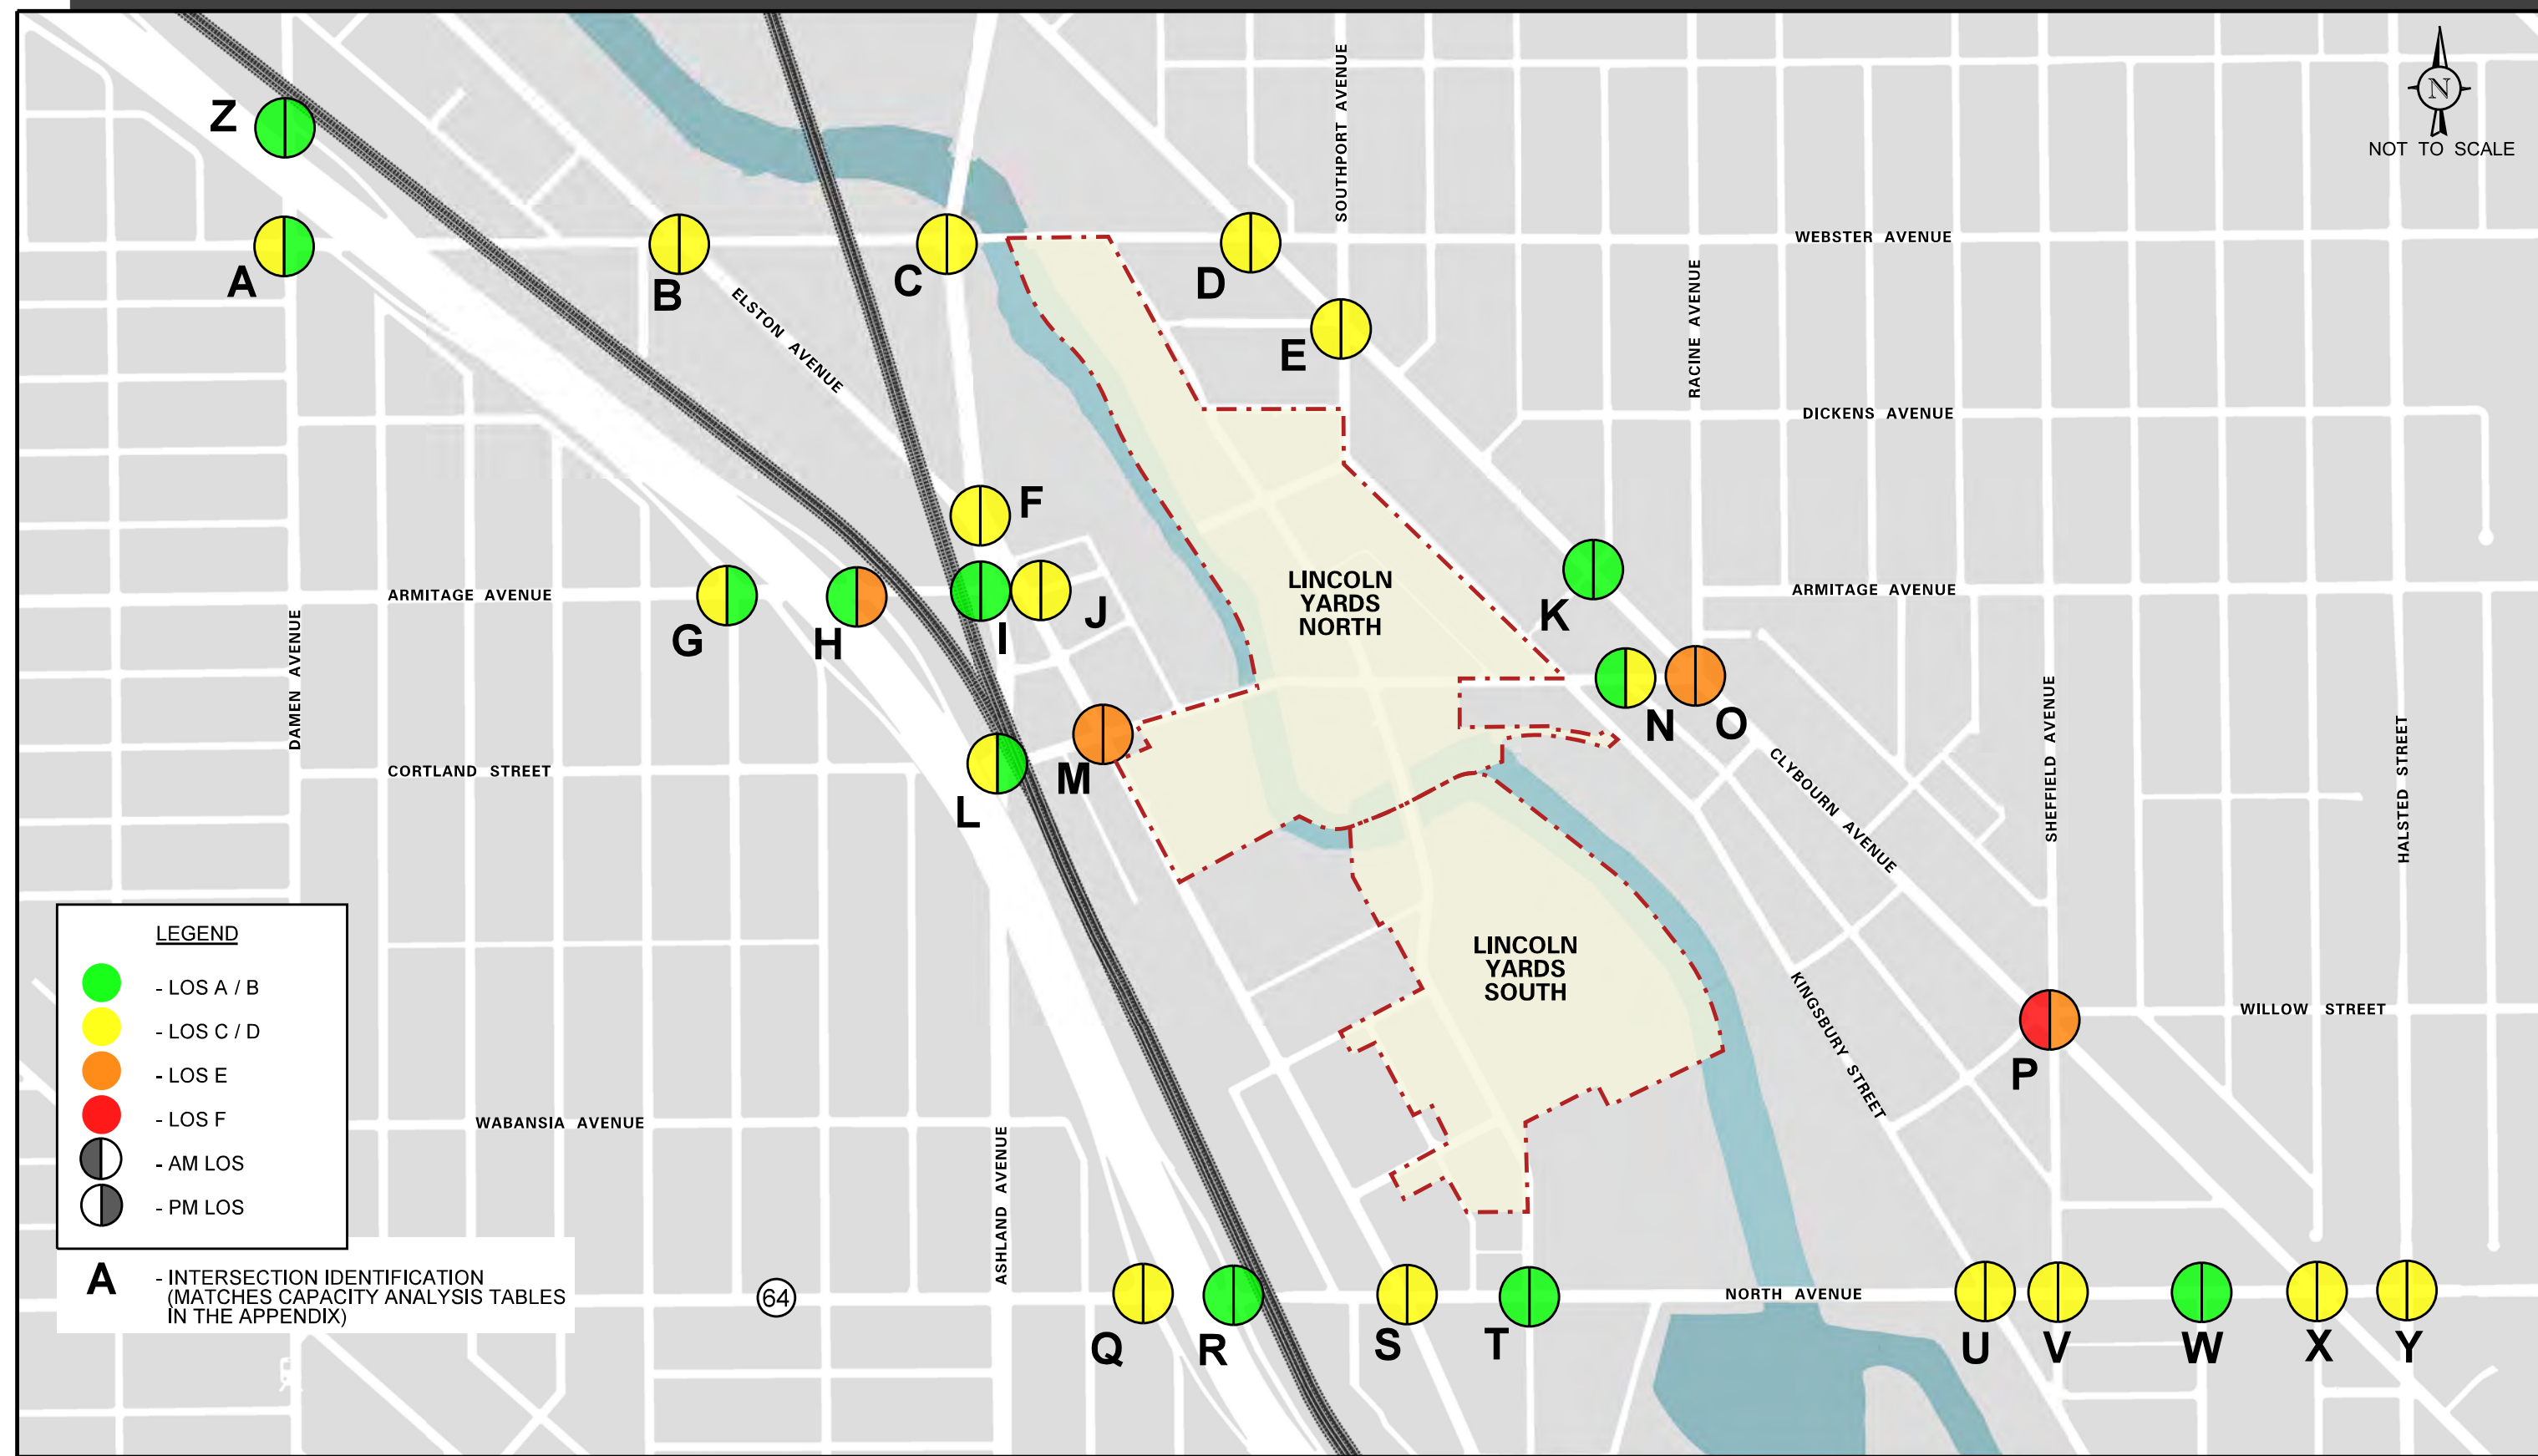 N
NOT TO SCALE
Z
A
B
C
D
E
SOUTHPORT AVENUE
WEBSTER AVENUE
ELSTON AVENUE
RACINE AVENUE
DICKENS AVENUE
F
ARMITAGE AVENUE
G
H
I
J
LINCOLN
YARDS
NORTH
K
ARMITAGE AVENUE
DAMEN AVENUE
CORTLAND STREET
L
M
N
O
CLYBOURN AVENUE
SHEFFIELD AVENUE
HALSTED STREET
LINCOLN
YARDS
SOUTH
KINGSBURY STREET
WILLOW STREET
P
LEGEND
- LOS A / B
- LOS C / D
- LOS E
- LOS F
- AM LOS
- PM LOS
A
- INTERSECTION IDENTIFICATION
(MATCHES CAPACITY ANALYSIS TABLES
IN THE APPENDIX)
WABANSIA AVENUE
ASHLAND AVENUE
64
NORTH AVENUE
Q
R
S
T
U
V
W
X
Y